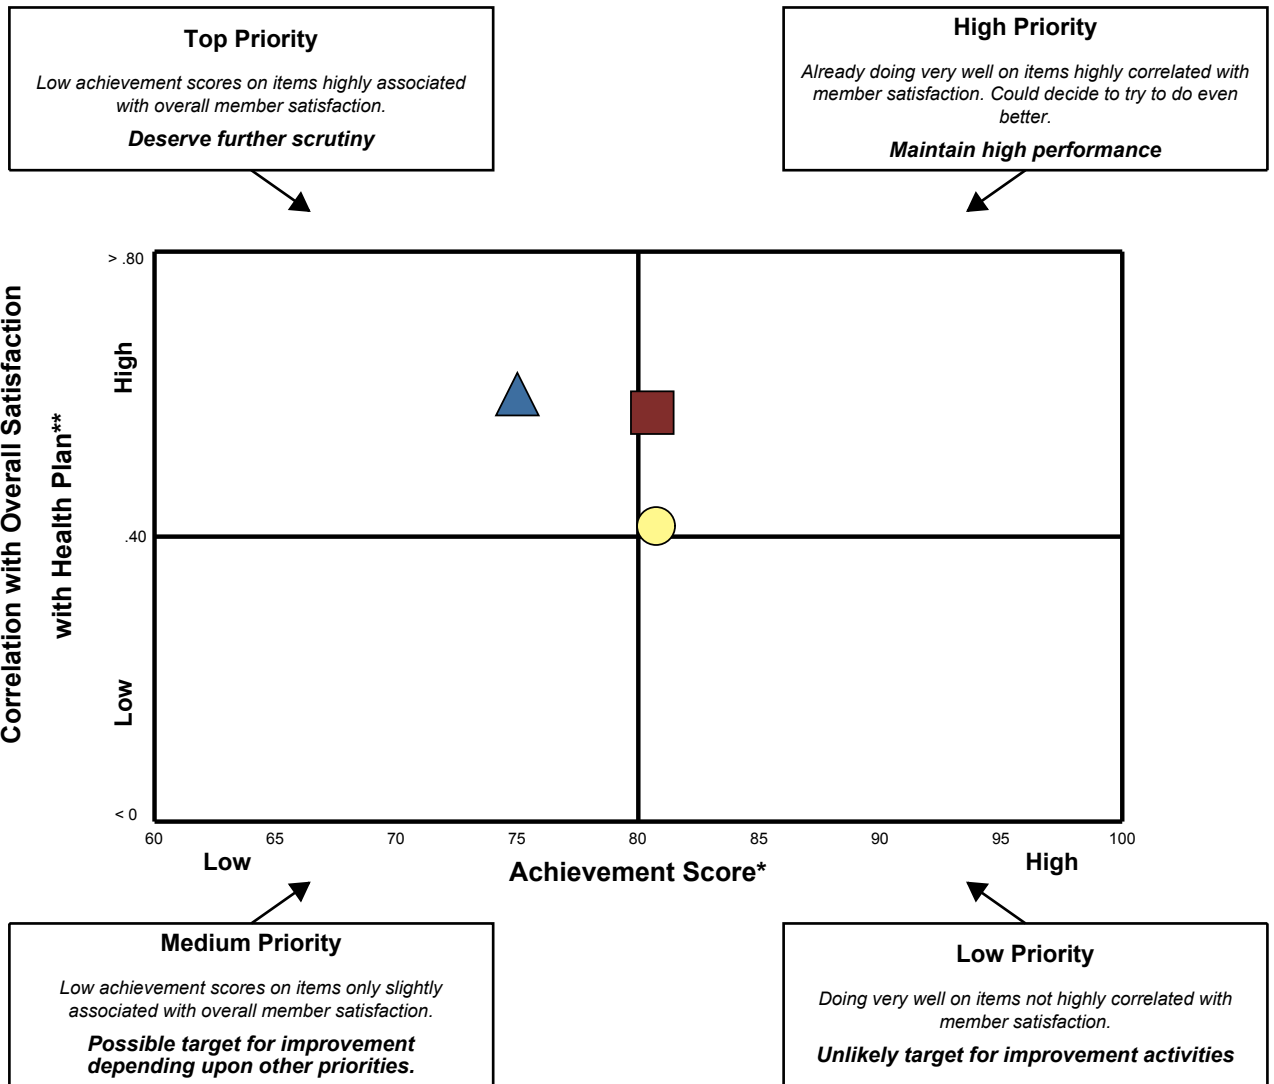 Top Priority
Low achievement scores on items highly associated
with overall member satisfaction.
Deserve further scrutiny
High Priority
Already doing very well on items highly correlated with
member satisfaction. Could decide to try to do even
better.
Maintain high performance
Correlation with Overall Satisfaction
with Health Plan**
High
Low
> .80
.40
< 0
60
65
70
75
80
85
90
95
100
Low
Achievement Score*
High
Medium Priority
Low achievement scores on items only slightly
associated with overall member satisfaction.
Possible target for improvement
depending upon other priorities.
Low Priority
Doing very well on items not highly correlated with
member satisfaction.
Unlikely target for improvement activities